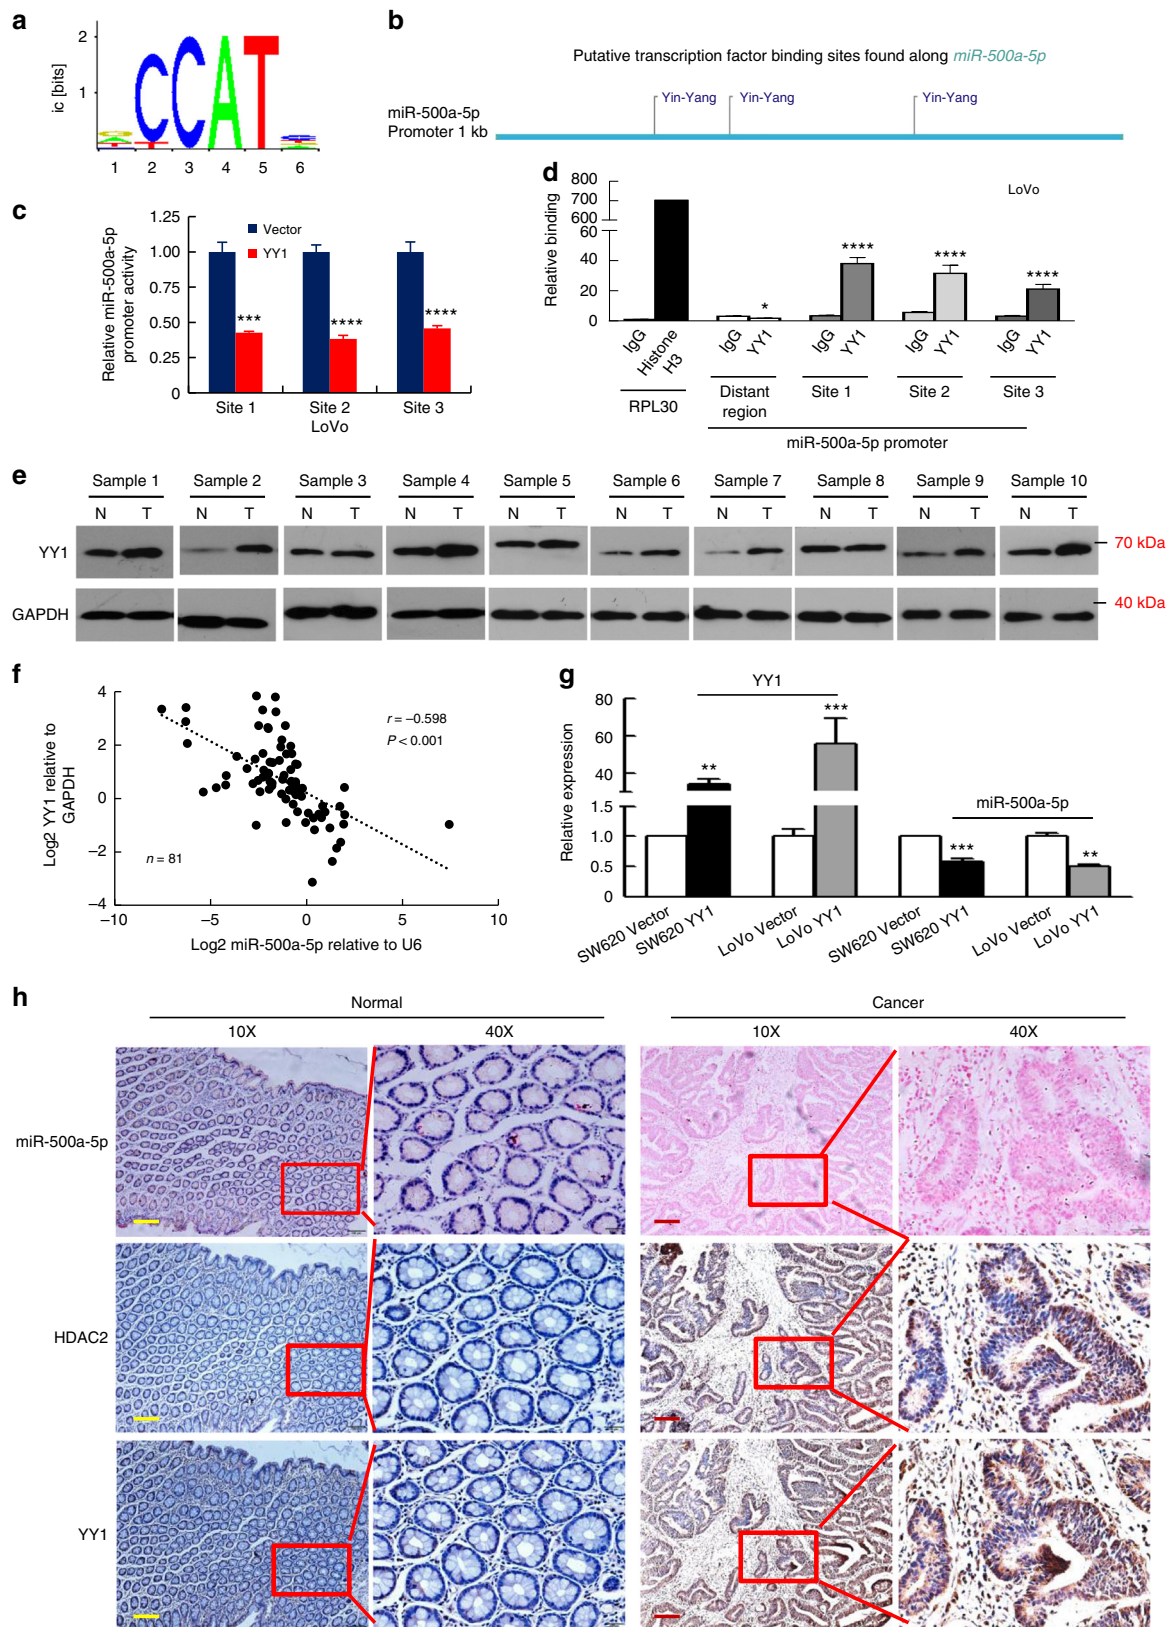 a
ic [bits]
2
1
CCAT
1 2 3 4 5 6
b
Putative transcription factor binding sites found along miR-500a-5p
Yin-Yang Yin-Yang Yin-Yang
miR-500a-5p
Promoter 1 kb
c
Relative miR-500a-5p
promoter activity
1.25
1.00
0.75
0.50
0.25
0
Vector
YY1
*** **** ****
Site 1 Site 2 Site 3
LoVo
d
LoVo
Relative binding
800
700
600
60
40
20
0
* **** **** ****
IgG Histone H3 IgG YY1 IgG YY1 IgG YY1 IgG YY1
RPL30 Distant region Site 1 Site 2 Site 3
miR-500a-5p promoter
e
Sample 1 Sample 2 Sample 3 Sample 4 Sample 5 Sample 6 Sample 7 Sample 8 Sample 9 Sample 10
N T N T N T N T N T N T N T N T N T N T
YY1
70 kDa
GAPDH
40 kDa
f
Log2 YY1 relative to
GAPDH
4
2
0
−2
−4
r = −0.598
P < 0.001
n = 81
−10 −5 0 5 10
Log2 miR-500a-5p relative to U6
g
Relative expression
80
60
40
1.5
1.0
0.5
0
YY1
miR-500a-5p
** *** *** **
SW620 Vector SW620 YY1 LoVo Vector LoVo YY1 SW620 Vector SW620 YY1 LoVo Vector LoVo YY1
h
Normal Cancer
10X 40X 10X 40X
miR-500a-5p
HDAC2
YY1